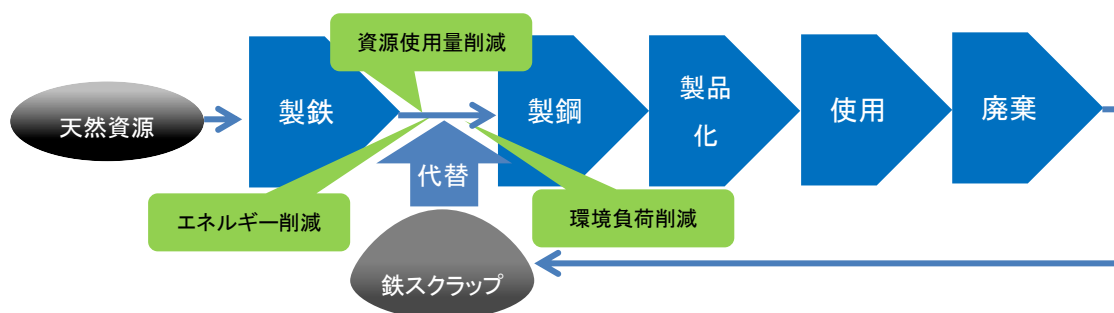 資源使用量削減
天然資源
製鉄
製鋼
製品
化
使用
廃棄
代替
エネルギー削減
環境負荷削減
鉄スクラップ